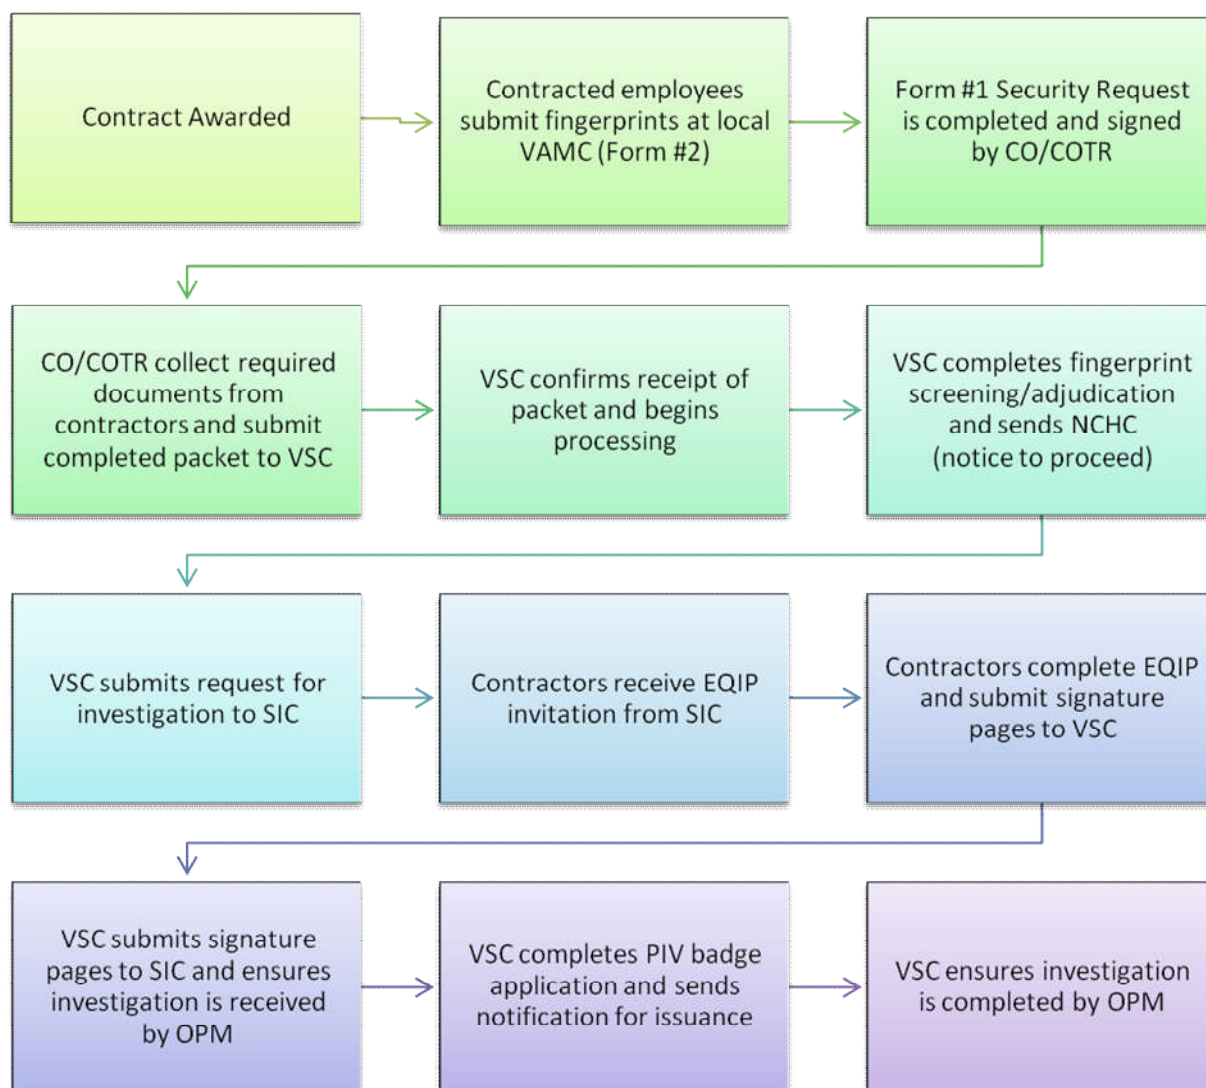 Contract Awarded
Contracted employees
submit fingerprints at local
VAMC (Form #2)
Form #1 Security Request
is completed and signed
by CO/COTR
CO/COTR collect required
documents from
contractors and submit
completed packet to VSC
VSC confirms receipt of
packet and begins
processing
VSC completes fingerprint
screening/adjudication
and sends NCHC
(notice to proceed)
VSC submits request for
investigation to SIC
Contractors receive EQIP
invitation from SIC
Contractors complete EQIP
and submit signature
pages to VSC
VSC submits signature
pages to SIC and ensures
investigation is received
by OPM
VSC completes PIV badge
application and sends
notification for issuance
VSC ensures investigation
is completed by OPM